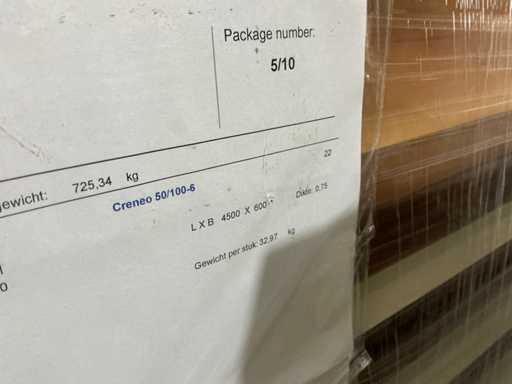 Package number:
5/10
gewicht: 725,34 kg
Creneo 50/100-6
22
L X B 4500 X 600
Dikte: 0,75
Gewicht per stuk: 32,97 kg
0